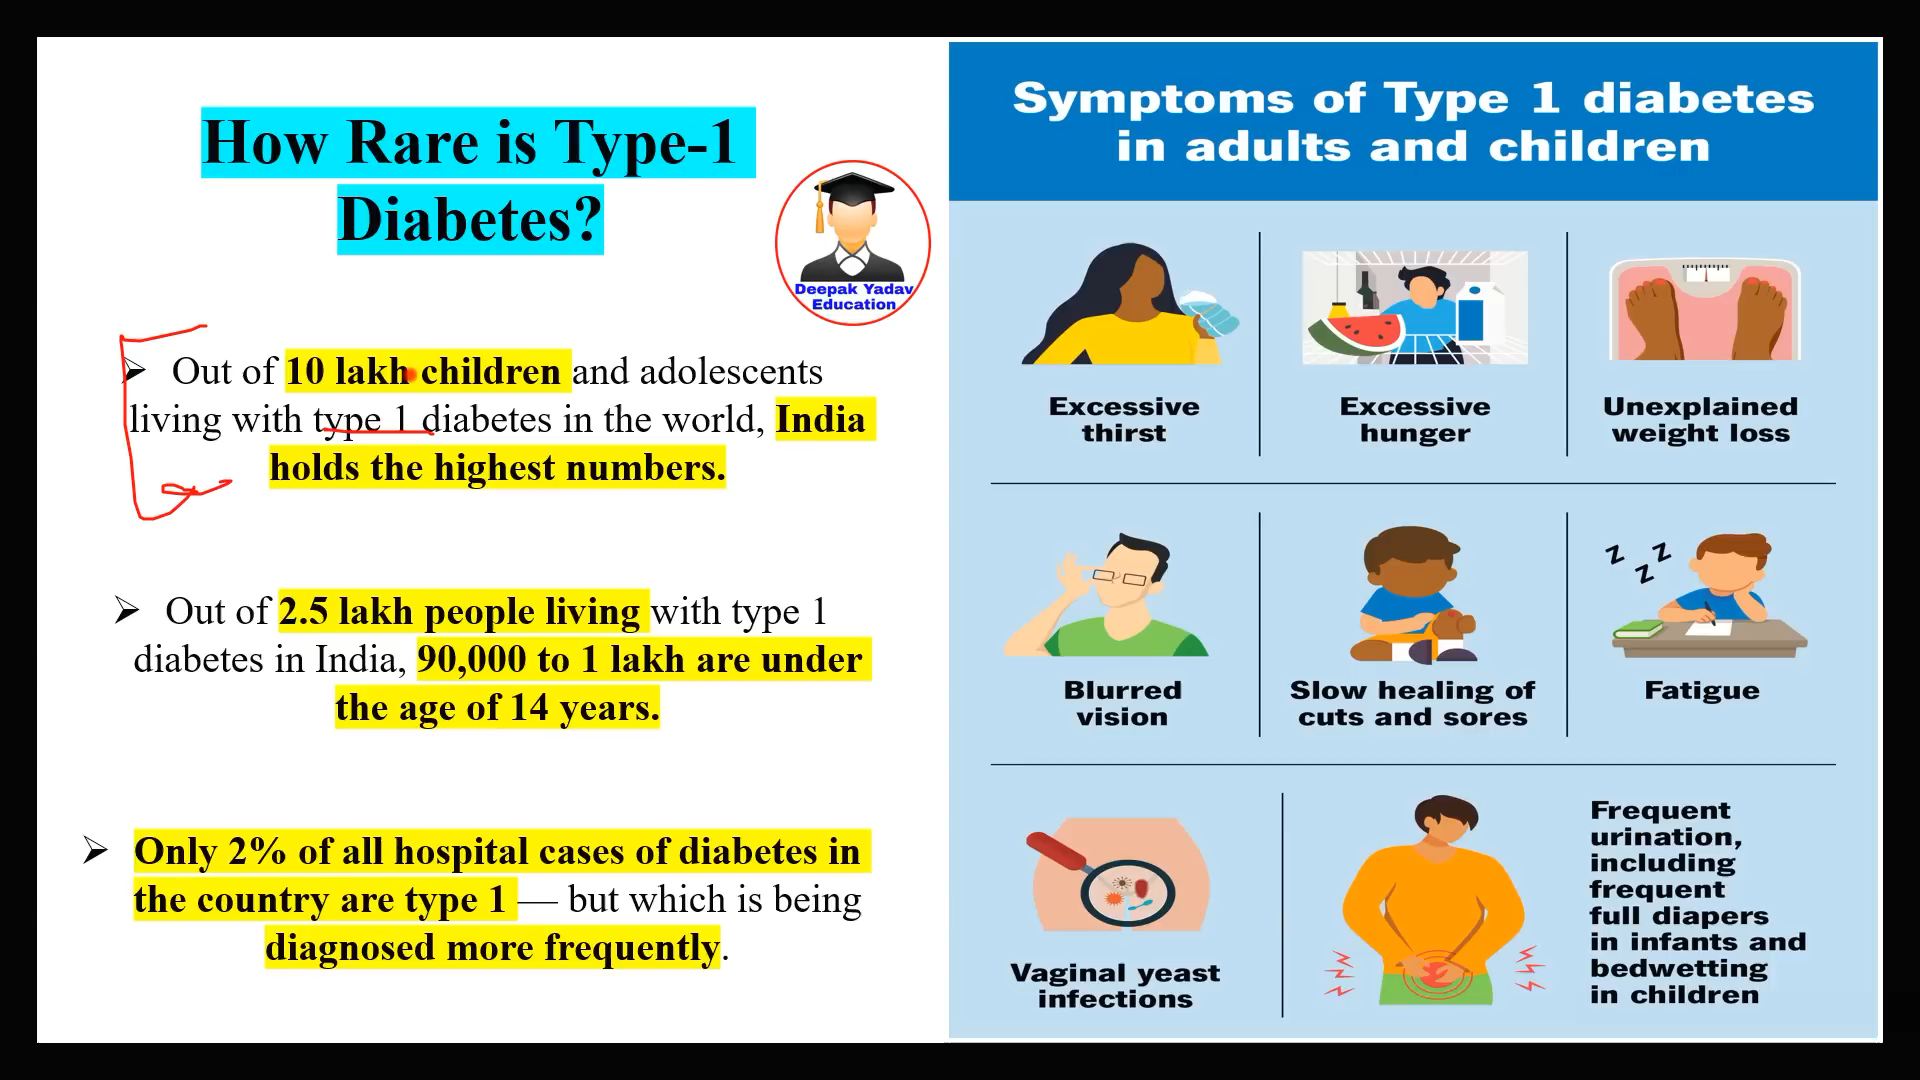 How Rare is Type-1
Diabetes?
Deepak Yadav
Education
➢ Out of 10 lakh children and adolescents
living with type 1 diabetes in the world, India
holds the highest numbers.
➢ Out of 2.5 lakh people living with type 1
diabetes in India, 90,000 to 1 lakh are under
the age of 14 years.
➢ Only 2% of all hospital cases of diabetes in
the country are type 1 — but which is being
diagnosed more frequently.
Symptoms of Type 1 diabetes
in adults and children
Excessive
thirst
Excessive
hunger
Unexplained
weight loss
Blurred
vision
Slow healing of
cuts and sores
z z z
Fatigue
Vaginal yeast
infections
Frequent
urination,
including
frequent
full diapers
in infants and
bedwetting
in children